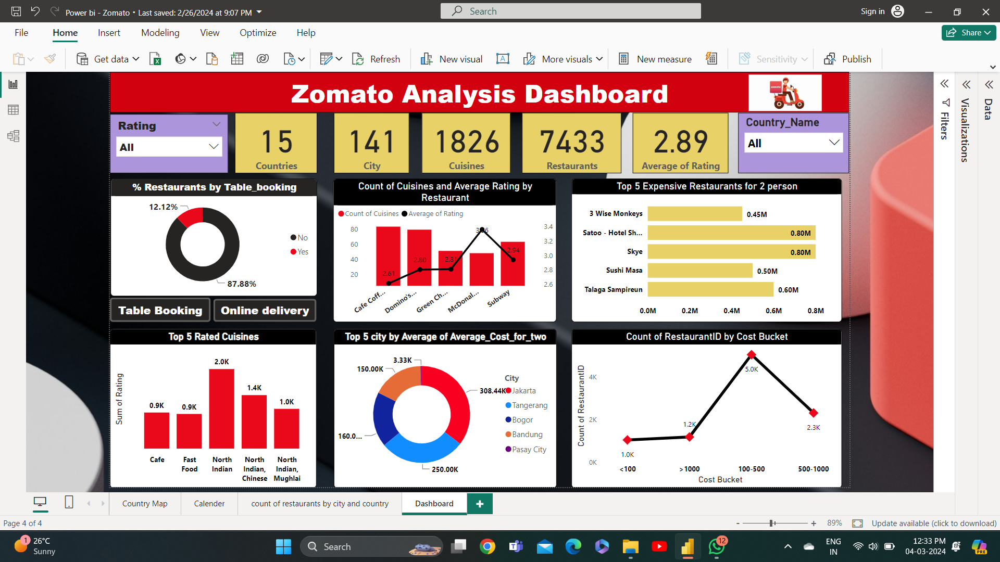 Power bi - Zomato • Last saved: 2/26/2024 at 9:07 PM
Search
Sign in
File Home Insert Modeling View Optimize Help
Share
Get data
Refresh
New visual
A
More visuals
New measure
Sensitivity
Publish
Zomato Analysis Dashboard
zomato
Rating
All
15
Countries
141
City
1826
Cuisines
7433
Restaurants
2.89
Average of Rating
Country_Name
All
Filters
Visualizations
Data
% Restaurants by Table_booking
12.12%
87.88%
No
Yes
Table Booking
Online delivery
Count of Cuisines and Average Rating by
Restaurant
Count of Cuisines Average of Rating
80
60
40
20
3.4
3.2
3.0
2.8
2.6
2.61
2.80
2.81
2.94
Cafe Coff...
Domino's...
Green Ch...
McDonal...
Subway
Top 5 Expensive Restaurants for 2 person
3 Wise Monkeys 0.45M
Satoo - Hotel Sh... 0.80M
Skye 0.80M
Sushi Masa 0.50M
Talaga Sampireun 0.60M
0.0M 0.2M 0.4M 0.6M 0.8M
Top 5 Rated Cuisines
Sum of Rating
0.9K
0.9K
2.0K
1.4K
1.0K
Cafe
Fast
Food
North
Indian
North
Indian,
Chinese
North
Indian,
Mughlai
Top 5 city by Average of Average_Cost_for_two
3.33K
150.00K
308.44K
160.0...
250.00K
City
Jakarta
Tangerang
Bogor
Bandung
Pasay City
Count of RestaurantID by Cost Bucket
Count of RestaurantID
4K
2K
0K
1.0K
1.2K
5.0K
2.3K
<100 >1000 100-500 500-1000
Cost Bucket
Country Map
Calender
count of restaurants by city and country
Dashboard
+
Page 4 of 4
- +
89%
Update available (click to download)
1
26°C
Sunny
Search
12
ENG
IN
12:33 PM
04-03-2024
PRE